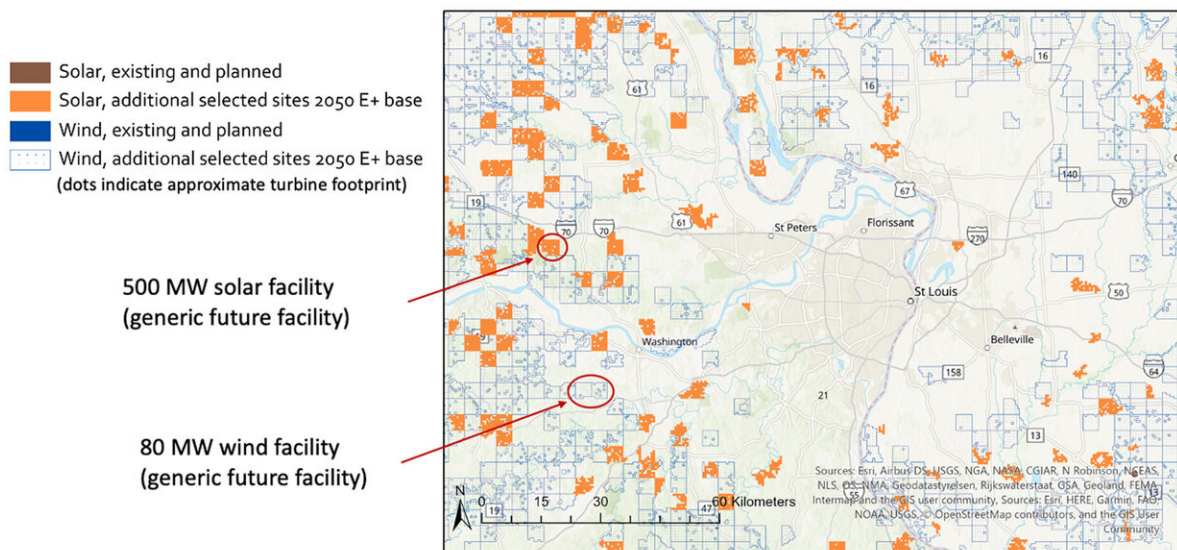 Solar, existing and planned
Solar, additional selected sites 2050 E+ base
Wind, existing and planned
Wind, additional selected sites 2050 E+ base
(dots indicate approximate turbine footprint)
500 MW solar facility
(generic future facility)
80 MW wind facility
(generic future facility)
61
16
16
67
140
19
70
70
61
St Peters
Florissant
270
70
50
St Louis
Washington
Belleville
158
64
21
13
55
13
19
47
N
0 15 30 60 Kilometers
Sources: Esri, Airbus DS, USGS, NGA, NASA, CGIAR, N Robinson, NCEAS,
NLS, OS, NMA, Geodatastyrelsen, Rijkswaterstaat, GSA, Geoland, FEMA,
Intermap and the GIS user community, Sources: Esri, HERE, Garmin, FAO,
NOAA, USGS, © OpenStreetMap contributors, and the GIS User
Community